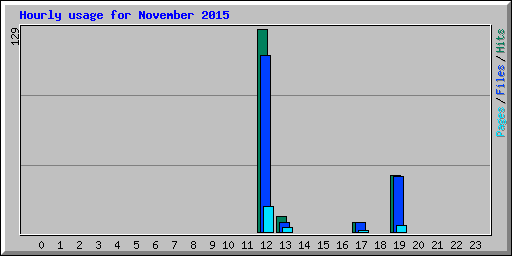 Hourly usage for November 2015
129
Pages/Files/Hits
0 1 2 3 4 5 6 7 8 9 10 11 12 13 14 15 16 17 18 19 20 21 22 23